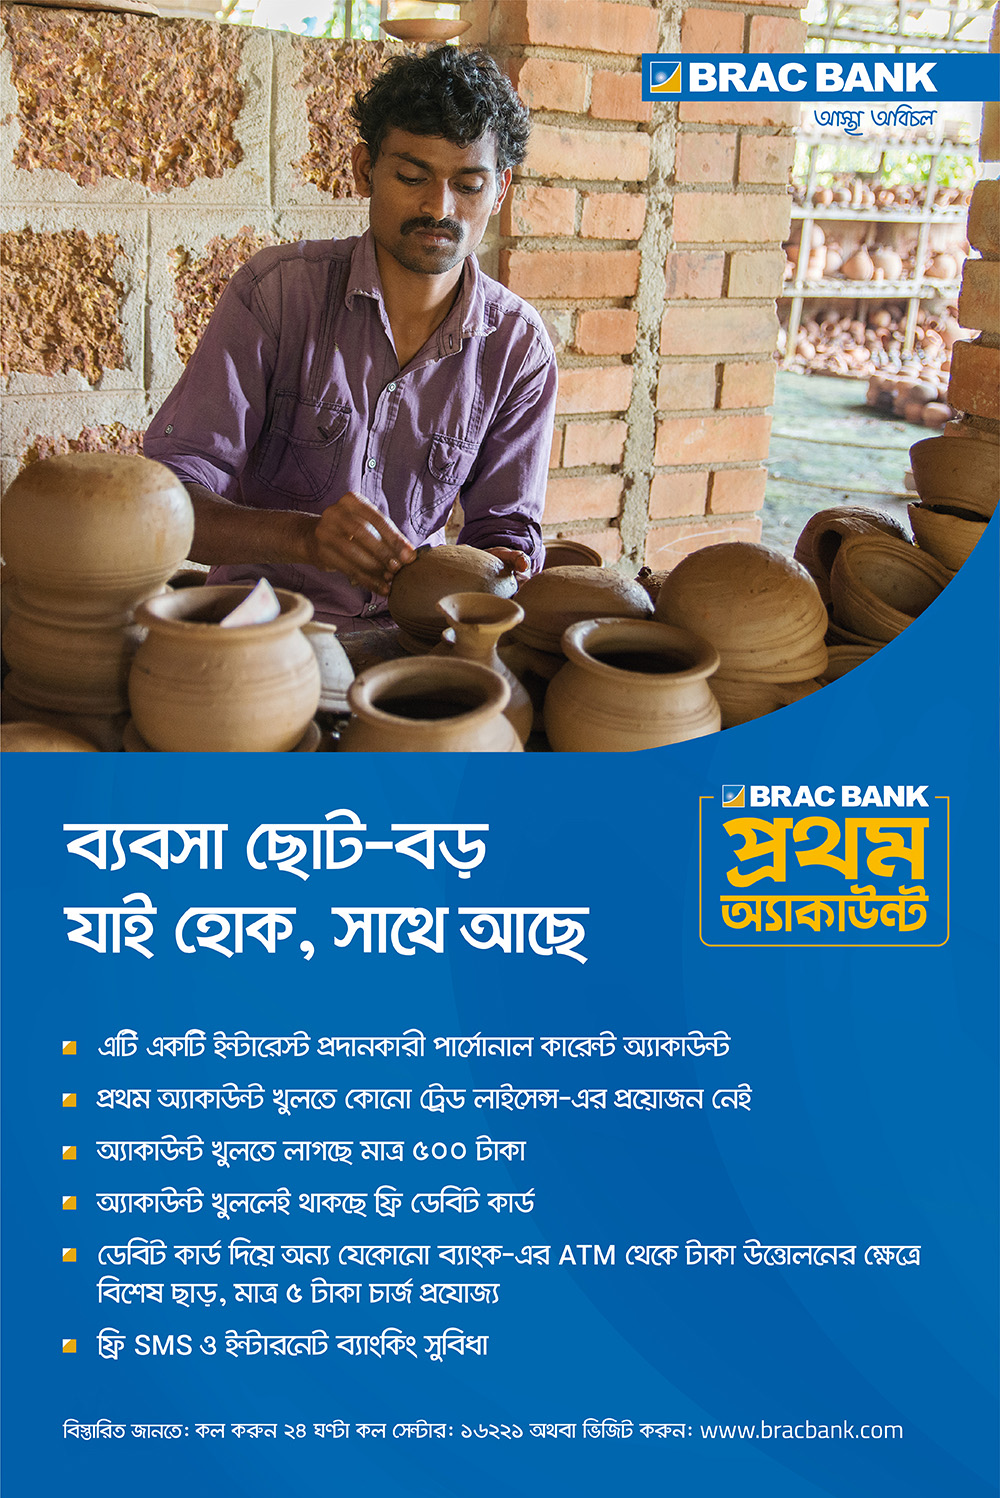 BRAC BANK
আস্থা অবিচল
ব্যবসা ছোট-বড়
যাই হোক, সাথে আছে
BRAC BANK
প্রথম
অ্যাকাউন্ট
এটি একটি ইন্টারেস্ট প্রদানকারী পার্সোনাল কারেন্ট অ্যাকাউন্ট
প্রথম অ্যাকাউন্ট খুলতে কোনো ট্রেড লাইসেন্স-এর প্রয়োজন নেই
অ্যাকাউন্ট খুলতে লাগছে মাত্র ৫০০ টাকা
অ্যাকাউন্ট খুললেই থাকছে ফ্রি ডেবিট কার্ড
ডেবিট কার্ড দিয়ে অন্য যেকোনো ব্যাংক-এর ATM থেকে টাকা উত্তোলনের ক্ষেত্রে
বিশেষ ছাড়, মাত্র ৫ টাকা চার্জ প্রযোজ্য
ফ্রি SMS ও ইন্টারনেট ব্যাংকিং সুবিধা
বিস্তারিত জানতে: কল করুন ২৪ ঘণ্টা কল সেন্টার: ১৬২২১ অথবা ভিজিট করুন: www.bracbank.com